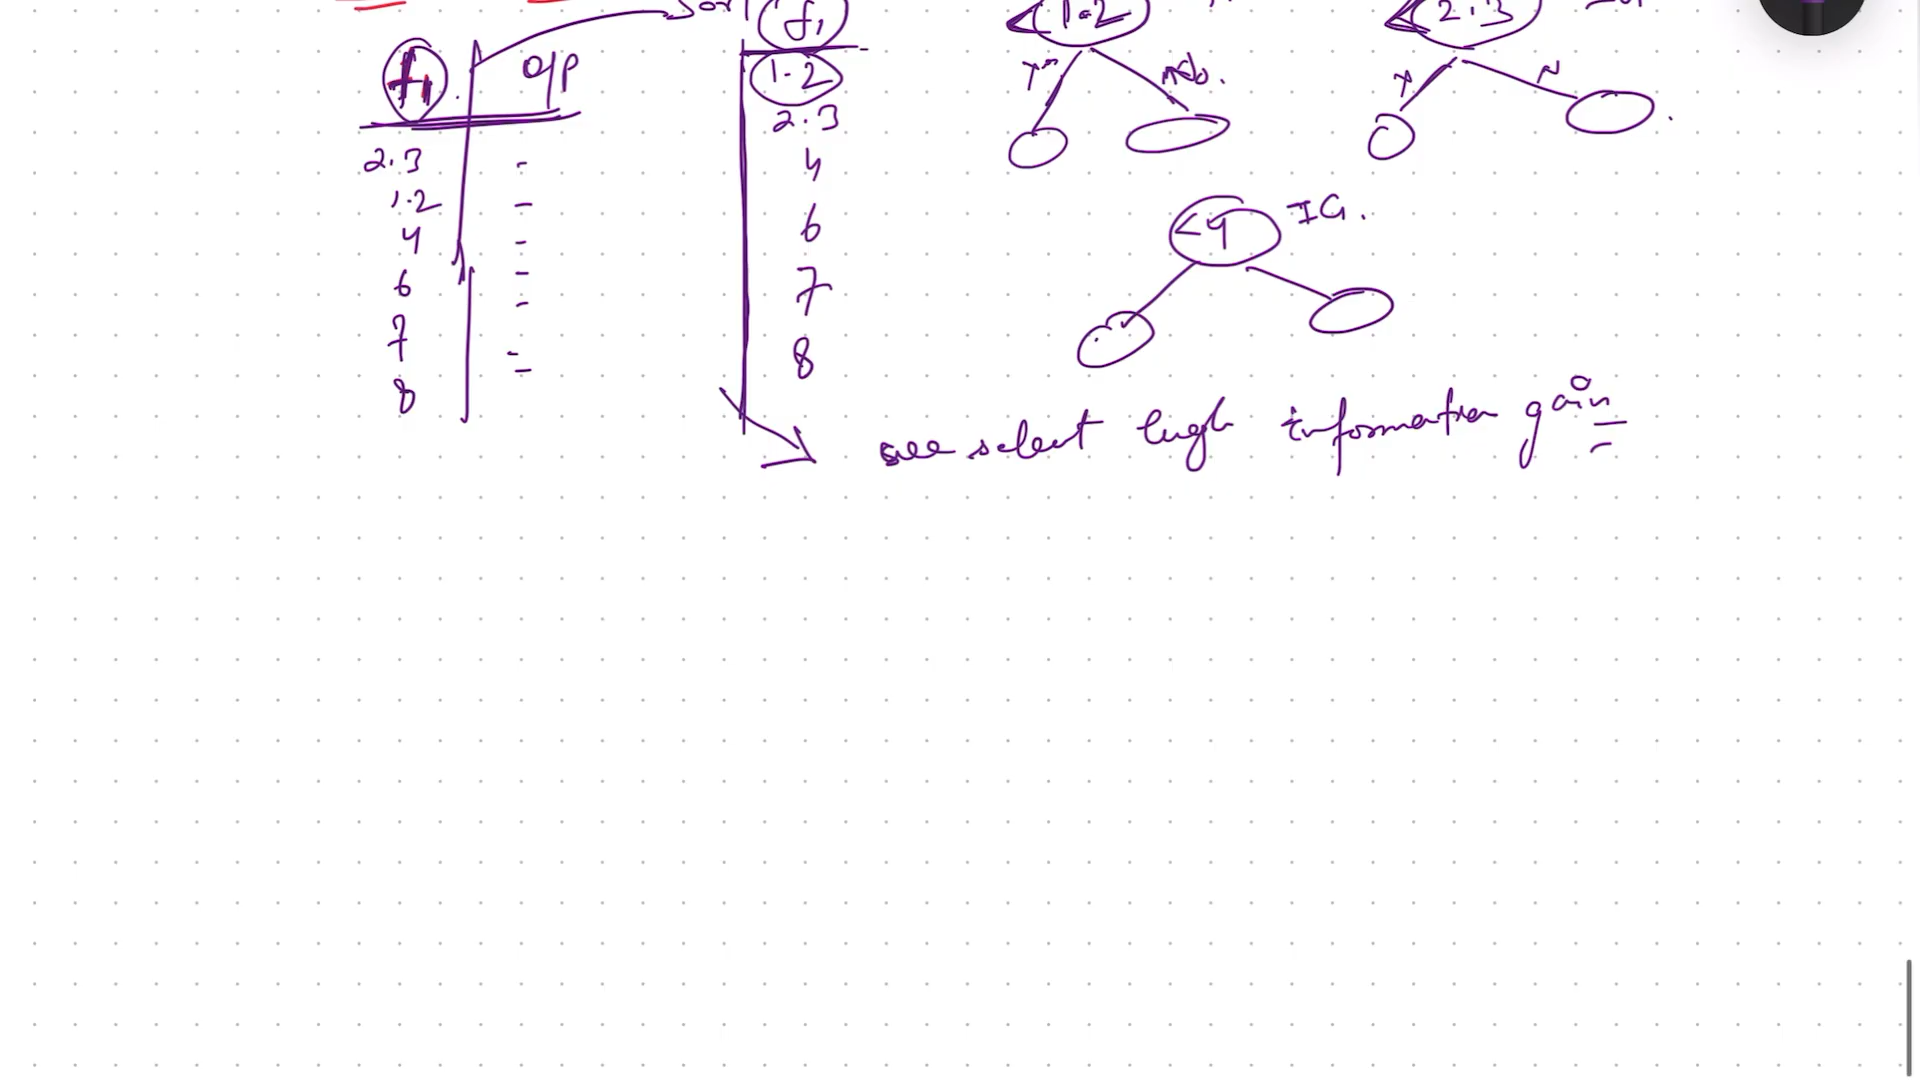 f1 o/p
2.3 -
1.2 -
4 -
6 -
7 -
8 =
f1
1.2
2.3
4
6
7
8
≤ 1.2
No.
≤ 2.3
Y N
<4 IG.
select high information gain